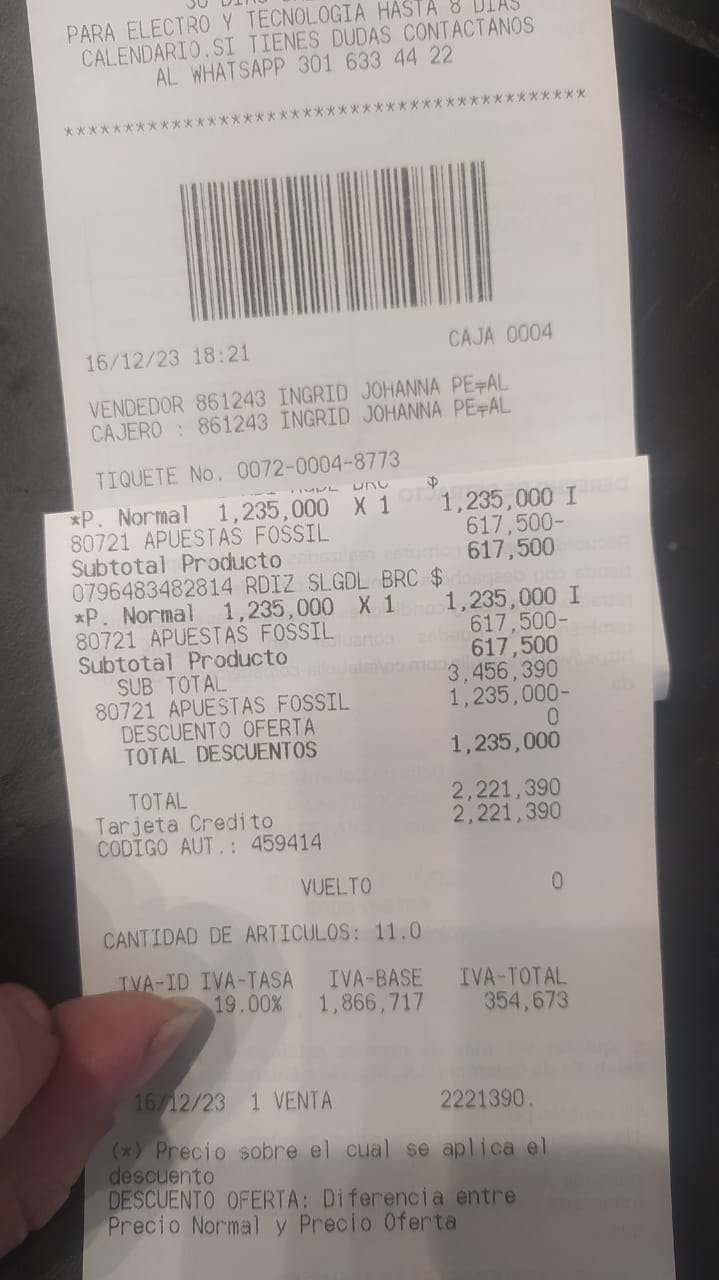 PARA ELECTRO Y TECNOLOGIA HASTA 8 DIAS
CALENDARIO.SI TIENES DUDAS CONTACTANOS
AL WHATSAPP 301 633 44 22
*******************************************
16/12/23 18:21 CAJA 0004
VENDEDOR 861243 INGRID JOHANNA PE╤AL
CAJERO : 861243 INGRID JOHANNA PE╤AL
TIQUETE No. 0072-0004-8773
*P. Normal 1,235,000 X 1 1,235,000 I
80721 APUESTAS FOSSIL 617,500-
Subtotal Producto 617,500
0796483482814 RDIZ SLGDL BRC $
*P. Normal 1,235,000 X 1 1,235,000 I
80721 APUESTAS FOSSIL 617,500-
Subtotal Producto 617,500
SUB TOTAL 3,456,390
80721 APUESTAS FOSSIL 1,235,000-
DESCUENTO OFERTA 0
TOTAL DESCUENTOS 1,235,000
TOTAL 2,221,390
Tarjeta Credito 2,221,390
CODIGO AUT.: 459414
VUELTO 0
CANTIDAD DE ARTICULOS: 11.0
IVA-ID IVA-TASA IVA-BASE IVA-TOTAL
19.00% 1,866,717 354,673
16/12/23 1 VENTA 2221390.
(*) Precio sobre el cual se aplica el
descuento
DESCUENTO OFERTA: Diferencia entre
Precio Normal y Precio Oferta